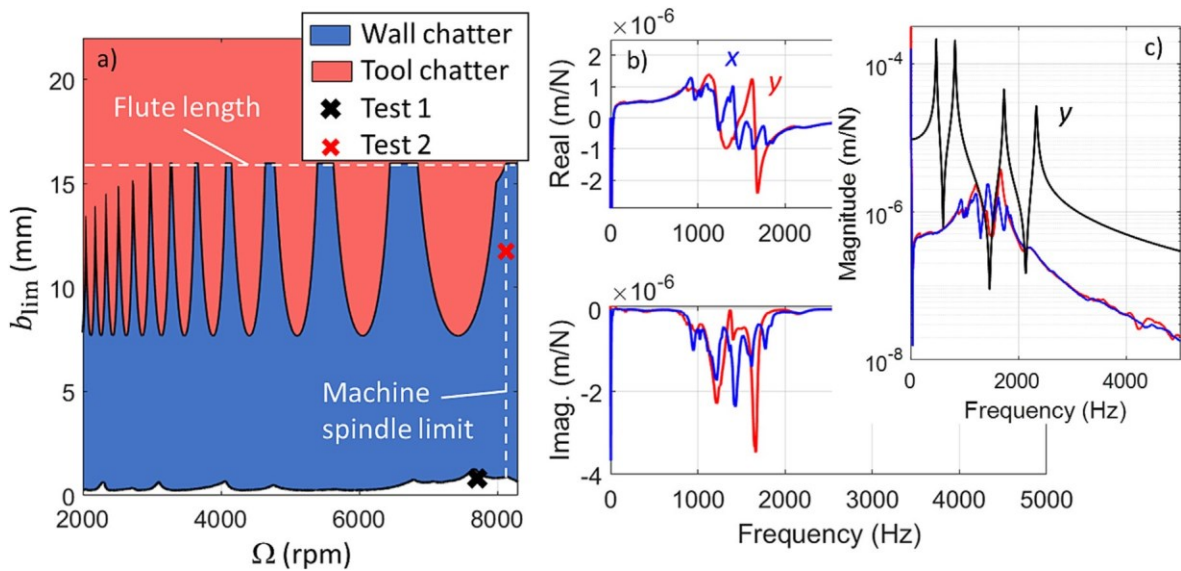 a)
Wall chatter
Tool chatter
Test 1
Test 2
Flute length
Machine
spindle limit
20
15
10
5
0
b_lim (mm)
2000
4000
6000
8000
Ω (rpm)
×10⁻⁶
b)
x
y
2
1
0
-1
-2
Real (m/N)
0
1000
2000
×10⁻⁶
0
-2
-4
Imag. (m/N)
0
1000
2000
3000
4000
5000
Frequency (Hz)
c)
y
10⁻⁴
10⁻⁶
10⁻⁸
Magnitude (m/N)
0
2000
4000
Frequency (Hz)